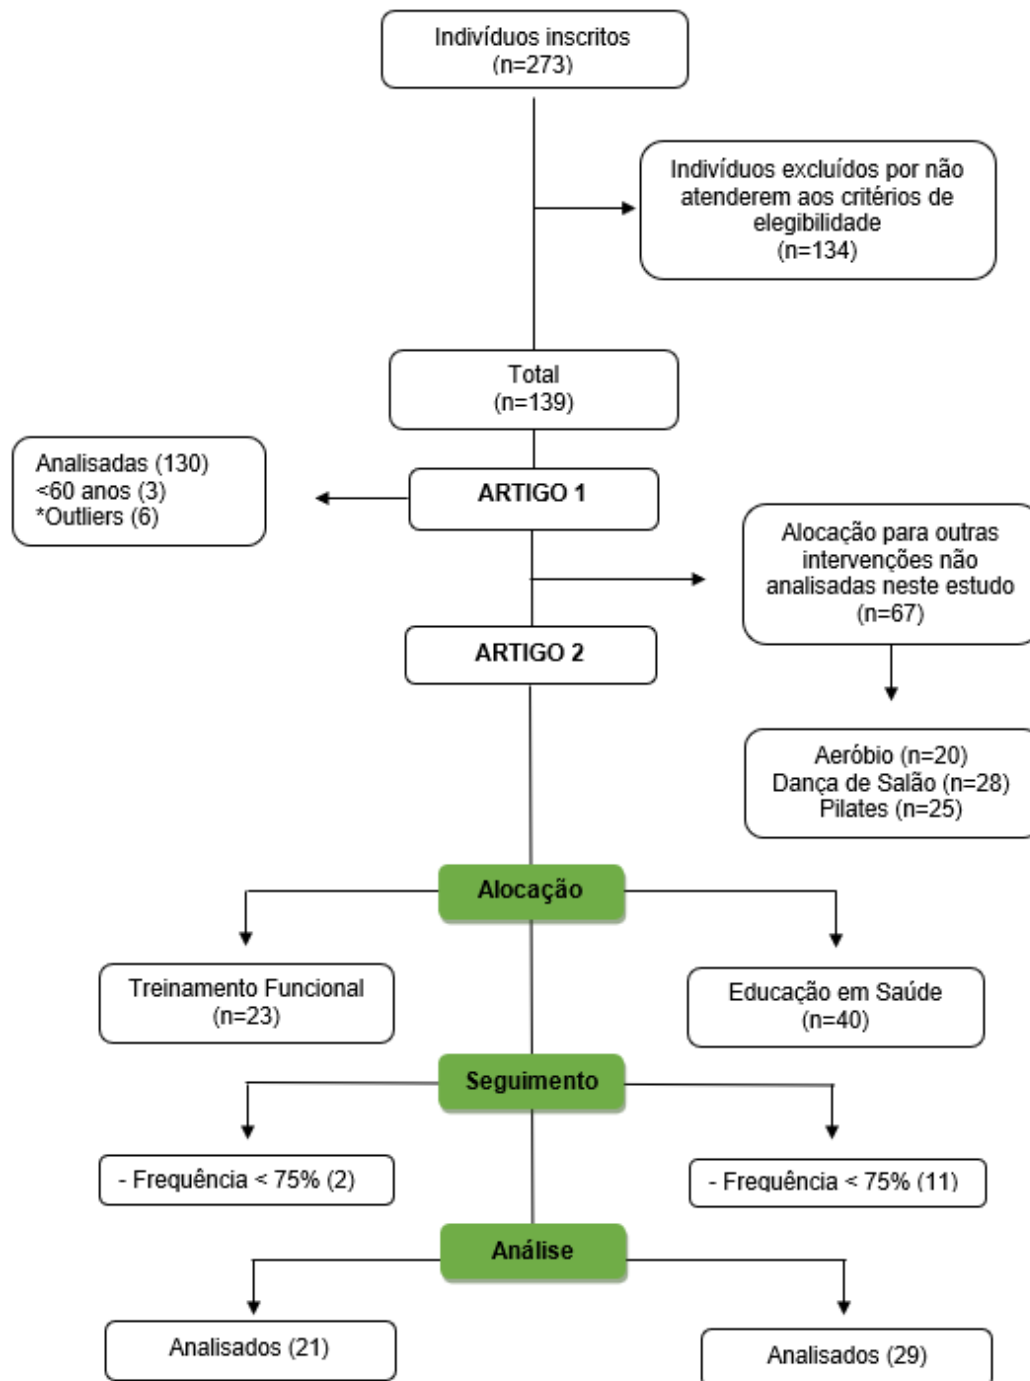 Indivíduos inscritos
(n=273)
Indivíduos excluídos por não
atenderem aos critérios de
elegibilidade
(n=134)
Total
(n=139)
Analisadas (130)
<60 anos (3)
*Outliers (6)
ARTIGO 1
Alocação para outras
intervenções não
analisadas neste estudo
(n=67)
ARTIGO 2
Aeróbio (n=20)
Dança de Salão (n=28)
Pilates (n=25)
Alocação
Treinamento Funcional
(n=23)
Educação em Saúde
(n=40)
Seguimento
- Frequência < 75% (2)
- Frequência < 75% (11)
Análise
Analisados (21)
Analisados (29)